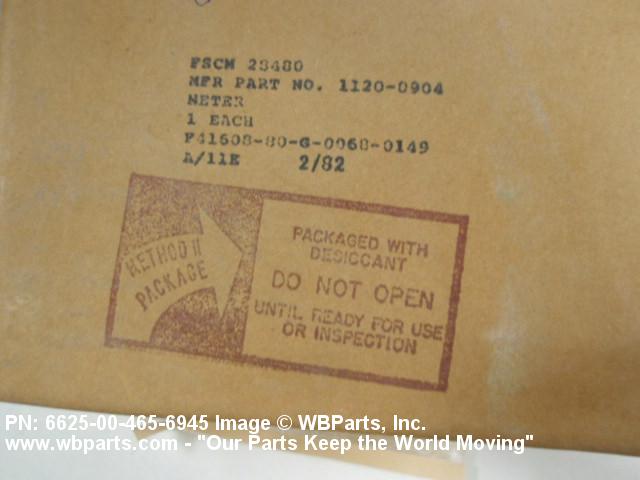 FSCM 28480
MFR PART NO. 1120-0904
METER
1 EACH
F41608-80-G-0068-0149
A/11E 2/82
METHOD II
PACKAGE
PACKAGED WITH
DESICCANT
DO NOT OPEN
UNTIL READY FOR USE
OR INSPECTION
PN: 6625-00-465-6945 Image © WBParts, Inc.
www.wbparts.com - "Our Parts Keep the World Moving"